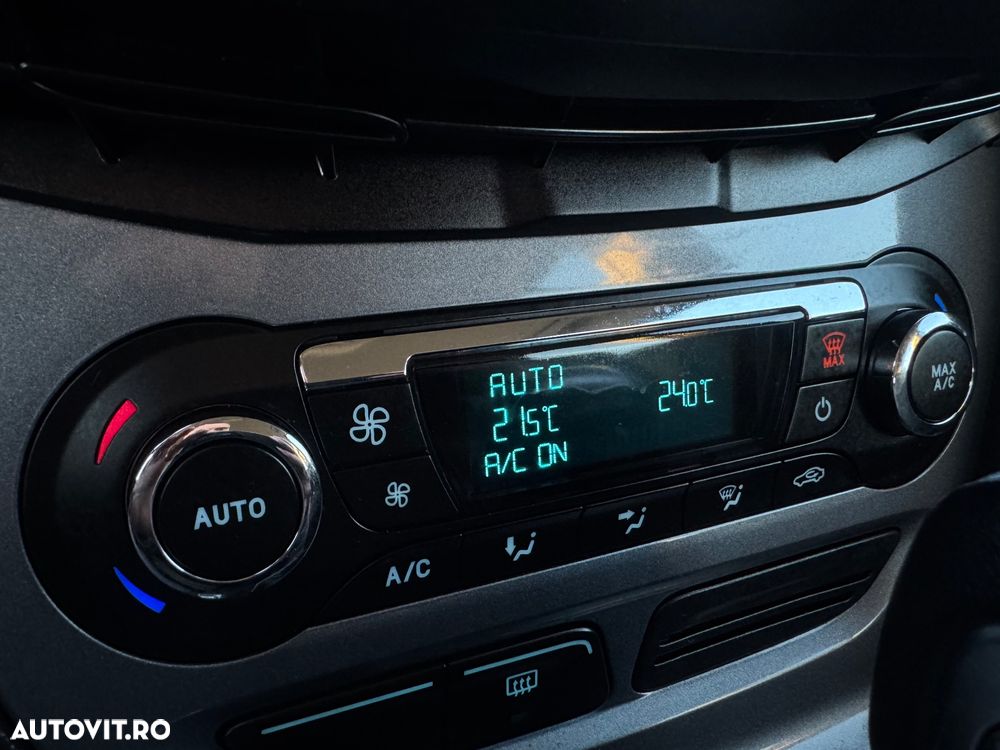 AUTO
21.5°C
24.0°C
A/C ON
MAX
MAX
A/C
AUTO
A/C
AUTOVIT.RO